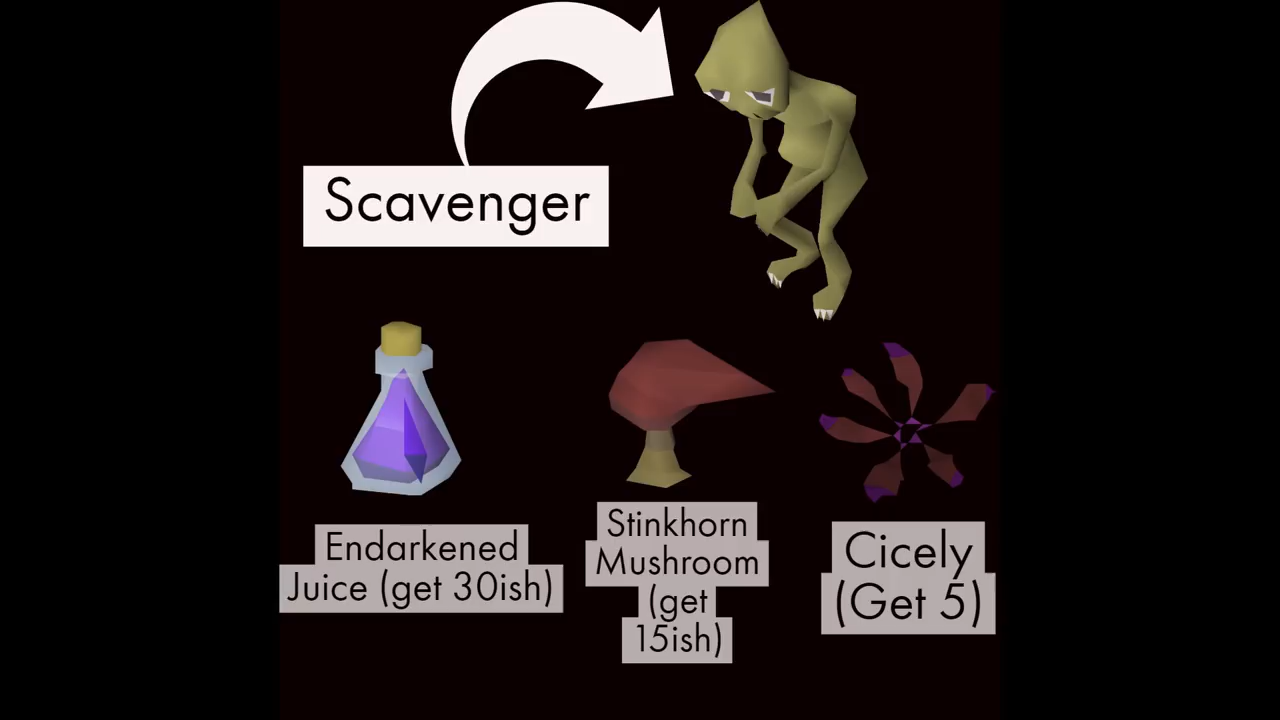 Scavenger
Endarkened
Juice (get 30ish)
Stinkhorn
Mushroom
(get
15ish)
Cicely
(Get 5)